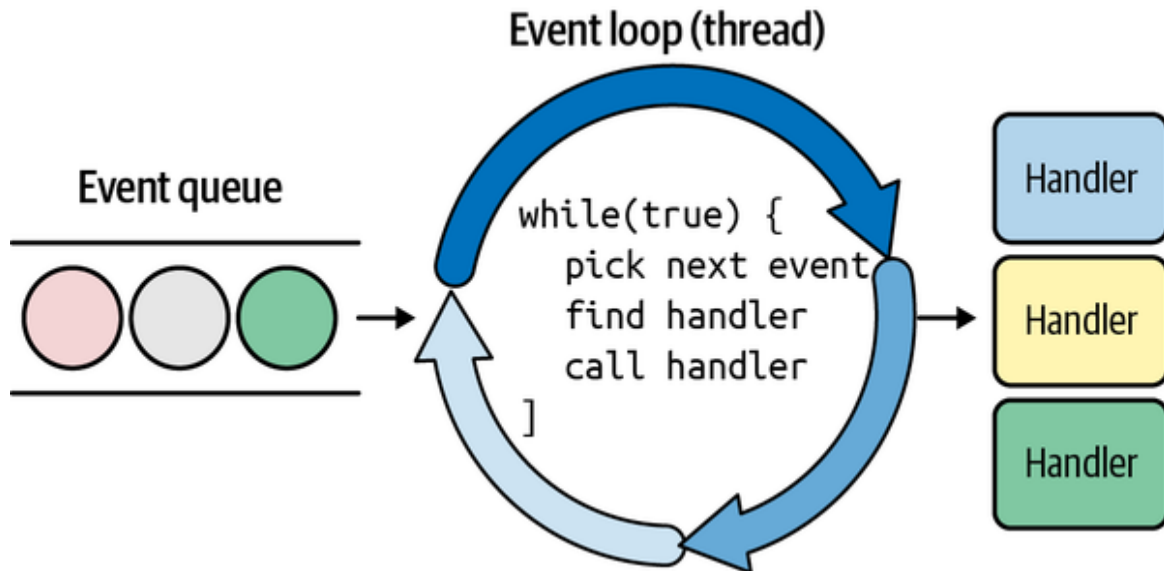 Event loop (thread)
Event queue
while(true) {
pick next event
find handler
call handler
]
Handler
Handler
Handler